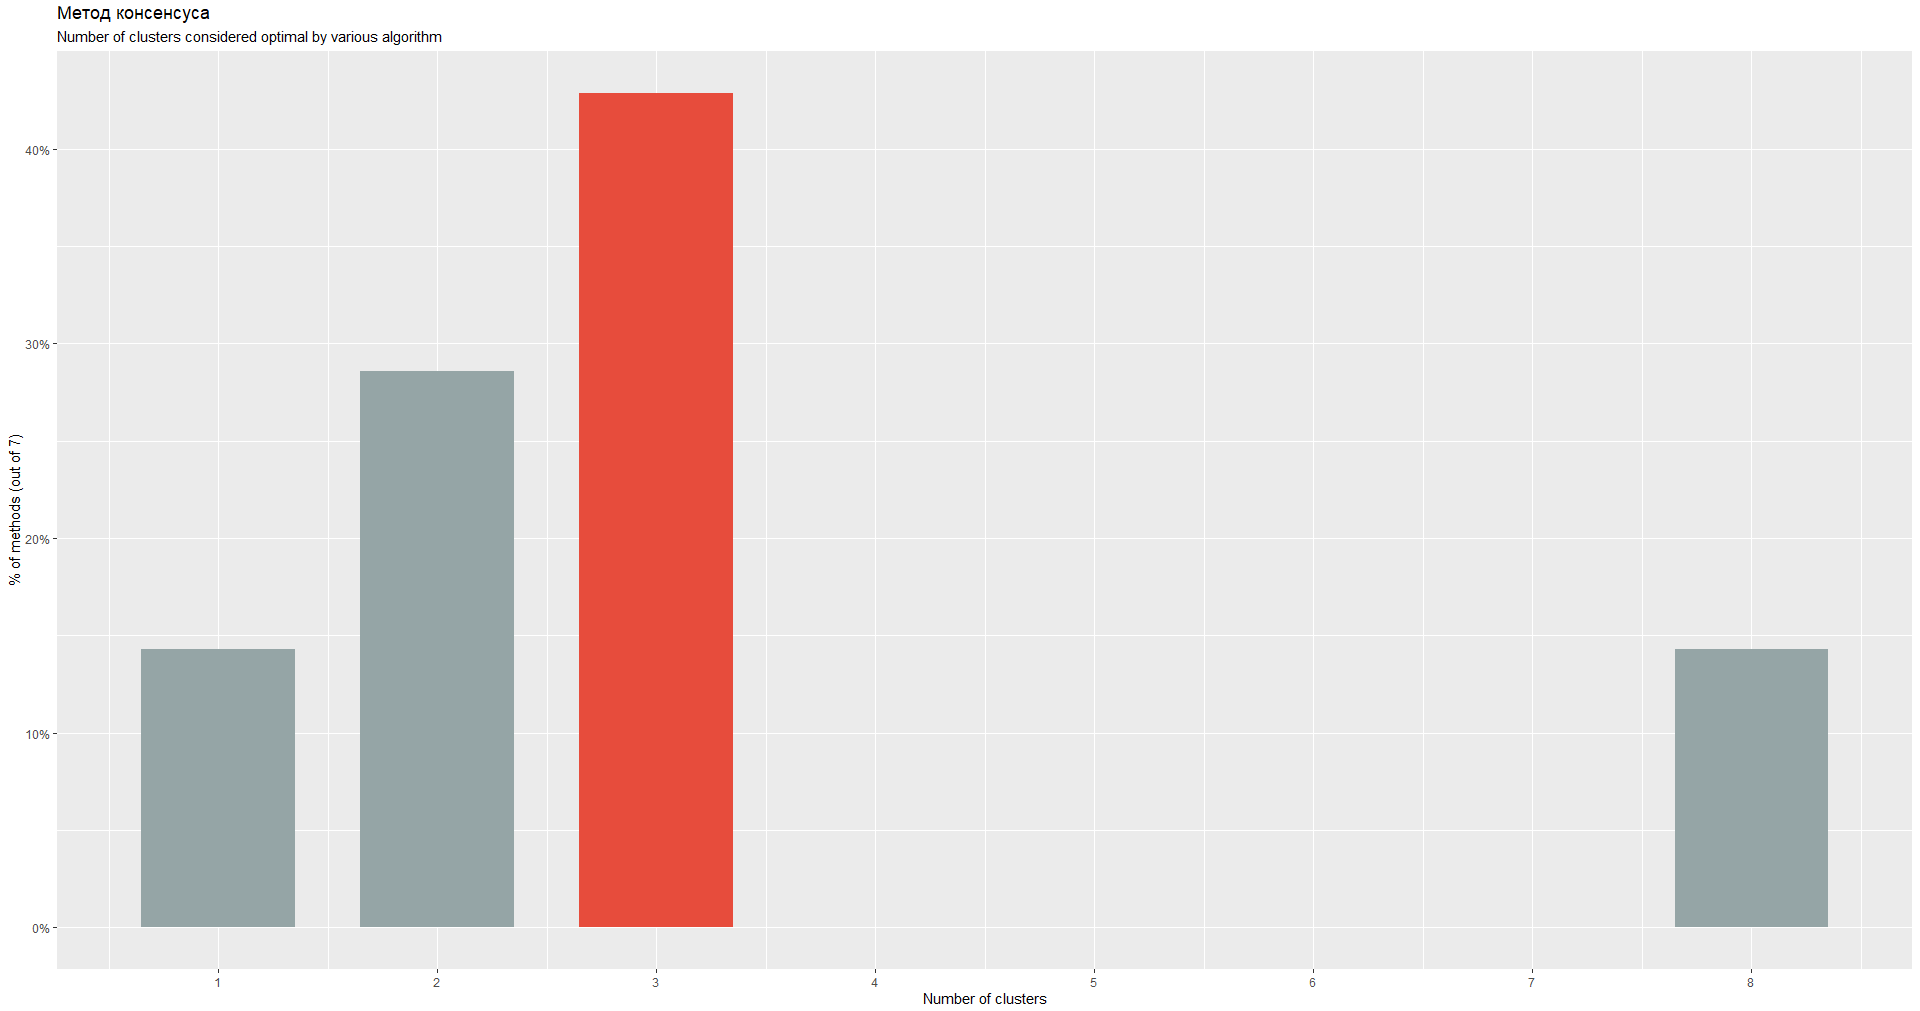 Метод консенсуса
Number of clusters considered optimal by various algorithm
% of methods (out of 7)
40%
30%
20%
10%
0%
1 2 3 4 5 6 7 8
Number of clusters